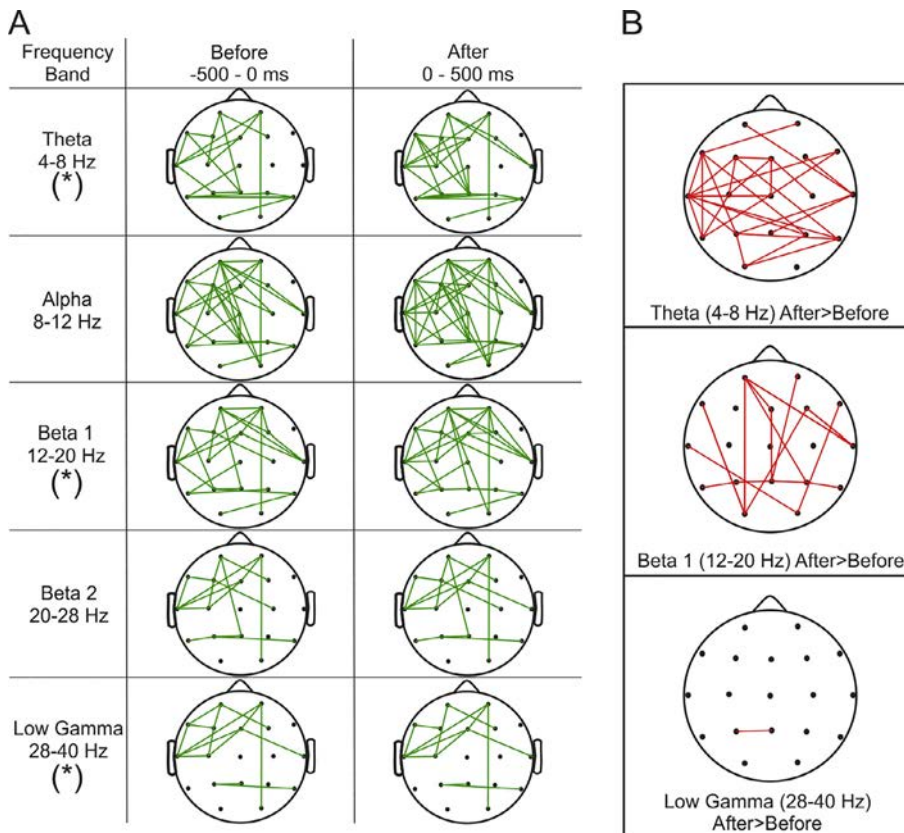 A
Frequency
Band
Before
-500 - 0 ms
After
0 - 500 ms
Theta
4-8 Hz
(*)
Alpha
8-12 Hz
Beta 1
12-20 Hz
(*)
Beta 2
20-28 Hz
Low Gamma
28-40 Hz
(*)
B
Theta (4-8 Hz) After>Before
Beta 1 (12-20 Hz) After>Before
Low Gamma (28-40 Hz)
After>Before